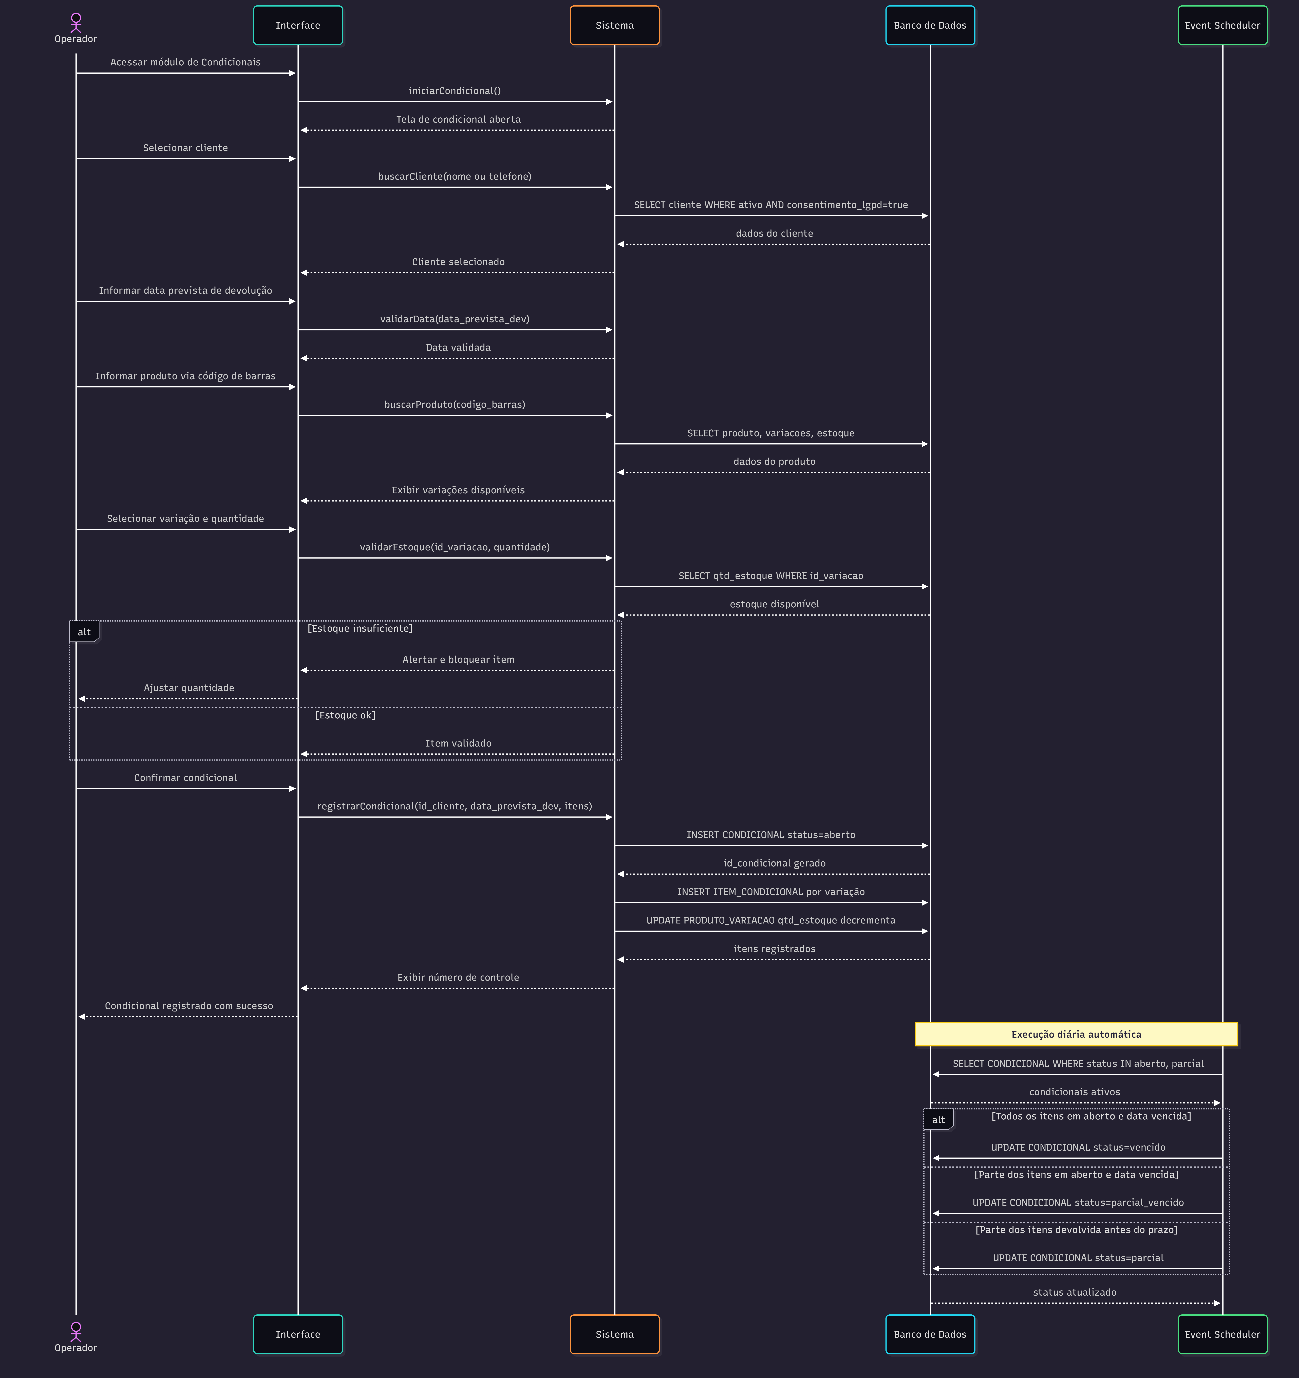 Operador
Interface
Sistema
Banco de Dados
Event Scheduler
Acessar módulo de Condicionais
iniciarCondicional()
Tela de condicional aberta
Selecionar cliente
buscarCliente(nome ou telefone)
SELECT cliente WHERE ativo AND consentimento_lgpd=true
dados do cliente
Cliente selecionado
Informar data prevista de devolução
validarData(data_prevista_dev)
Data validada
Informar produto via código de barras
buscarProduto(codigo_barras)
SELECT produto, variacoes, estoque
dados do produto
Exibir variações disponíveis
Selecionar variação e quantidade
validarEstoque(id_variacao, quantidade)
SELECT qtd_estoque WHERE id_variacao
estoque disponível
alt
[Estoque insuficiente]
Alertar e bloquear item
Ajustar quantidade
[Estoque ok]
Item validado
Confirmar condicional
registrarCondicional(id_cliente, data_prevista_dev, itens)
INSERT CONDICIONAL status=aberto
id_condicional gerado
INSERT ITEM_CONDICIONAL por variação
UPDATE PRODUTO_VARIACAO qtd_estoque decrementa
itens registrados
Exibir número de controle
Condicional registrado com sucesso
Execução diária automática
SELECT CONDICIONAL WHERE status IN aberto, parcial
condicionais ativos
alt
[Todos os itens em aberto e data vencida]
UPDATE CONDICIONAL status=vencido
[Parte dos itens em aberto e data vencida]
UPDATE CONDICIONAL status=parcial_vencido
[Parte dos itens devolvida antes do prazo]
UPDATE CONDICIONAL status=parcial
status atualizado
Operador
Interface
Sistema
Banco de Dados
Event Scheduler